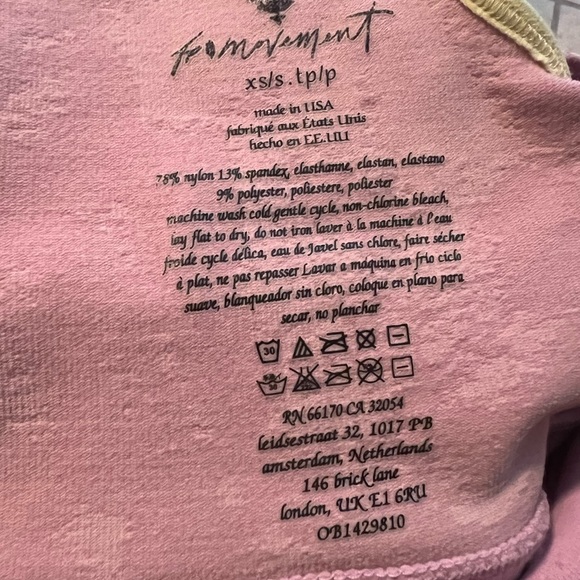 fp movement
xs/s . tp/p
made in USA
fabriqué aux États Unis
hecho en EE.UU
78% nylon 13% spandex, elasthanne, elastan, elastano
9% polyester, poliestere, poliester
machine wash cold gentle cycle, non-chlorine bleach,
lay flat to dry, do not iron laver à la machine à l'eau
froide cycle délica, eau de Javel sans chlore, faire sécher
à plat, ne pas repasser Lavar a máquina en frío ciclo
suave, blanqueador sin cloro, coloque en plano para
secar, no planchar
30
30
RN 66170 CA 32054
leidsestraat 32, 1017 PB
amsterdam, Netherlands
146 brick lane
london, UK E1 6RU
OB1429810